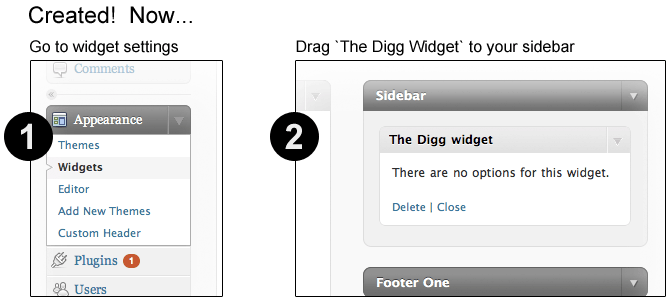 Created! Now...
Go to widget settings
Drag `The Digg Widget` to your sidebar
1
Comments
Appearance
Themes
Widgets
Editor
Add New Themes
Custom Header
Plugins 1
Users
2
Sidebar
The Digg widget
There are no options for this widget.
Delete | Close
Footer One